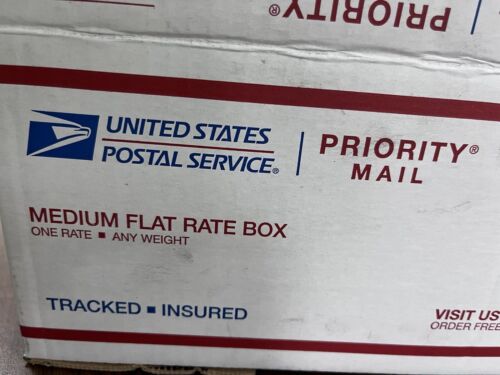 PRIORITY®
UNITED STATES
POSTAL SERVICE®
PRIORITY®
MAIL
MEDIUM FLAT RATE BOX
ONE RATE ■ ANY WEIGHT
TRACKED ■ INSURED
VISIT US
ORDER FREE